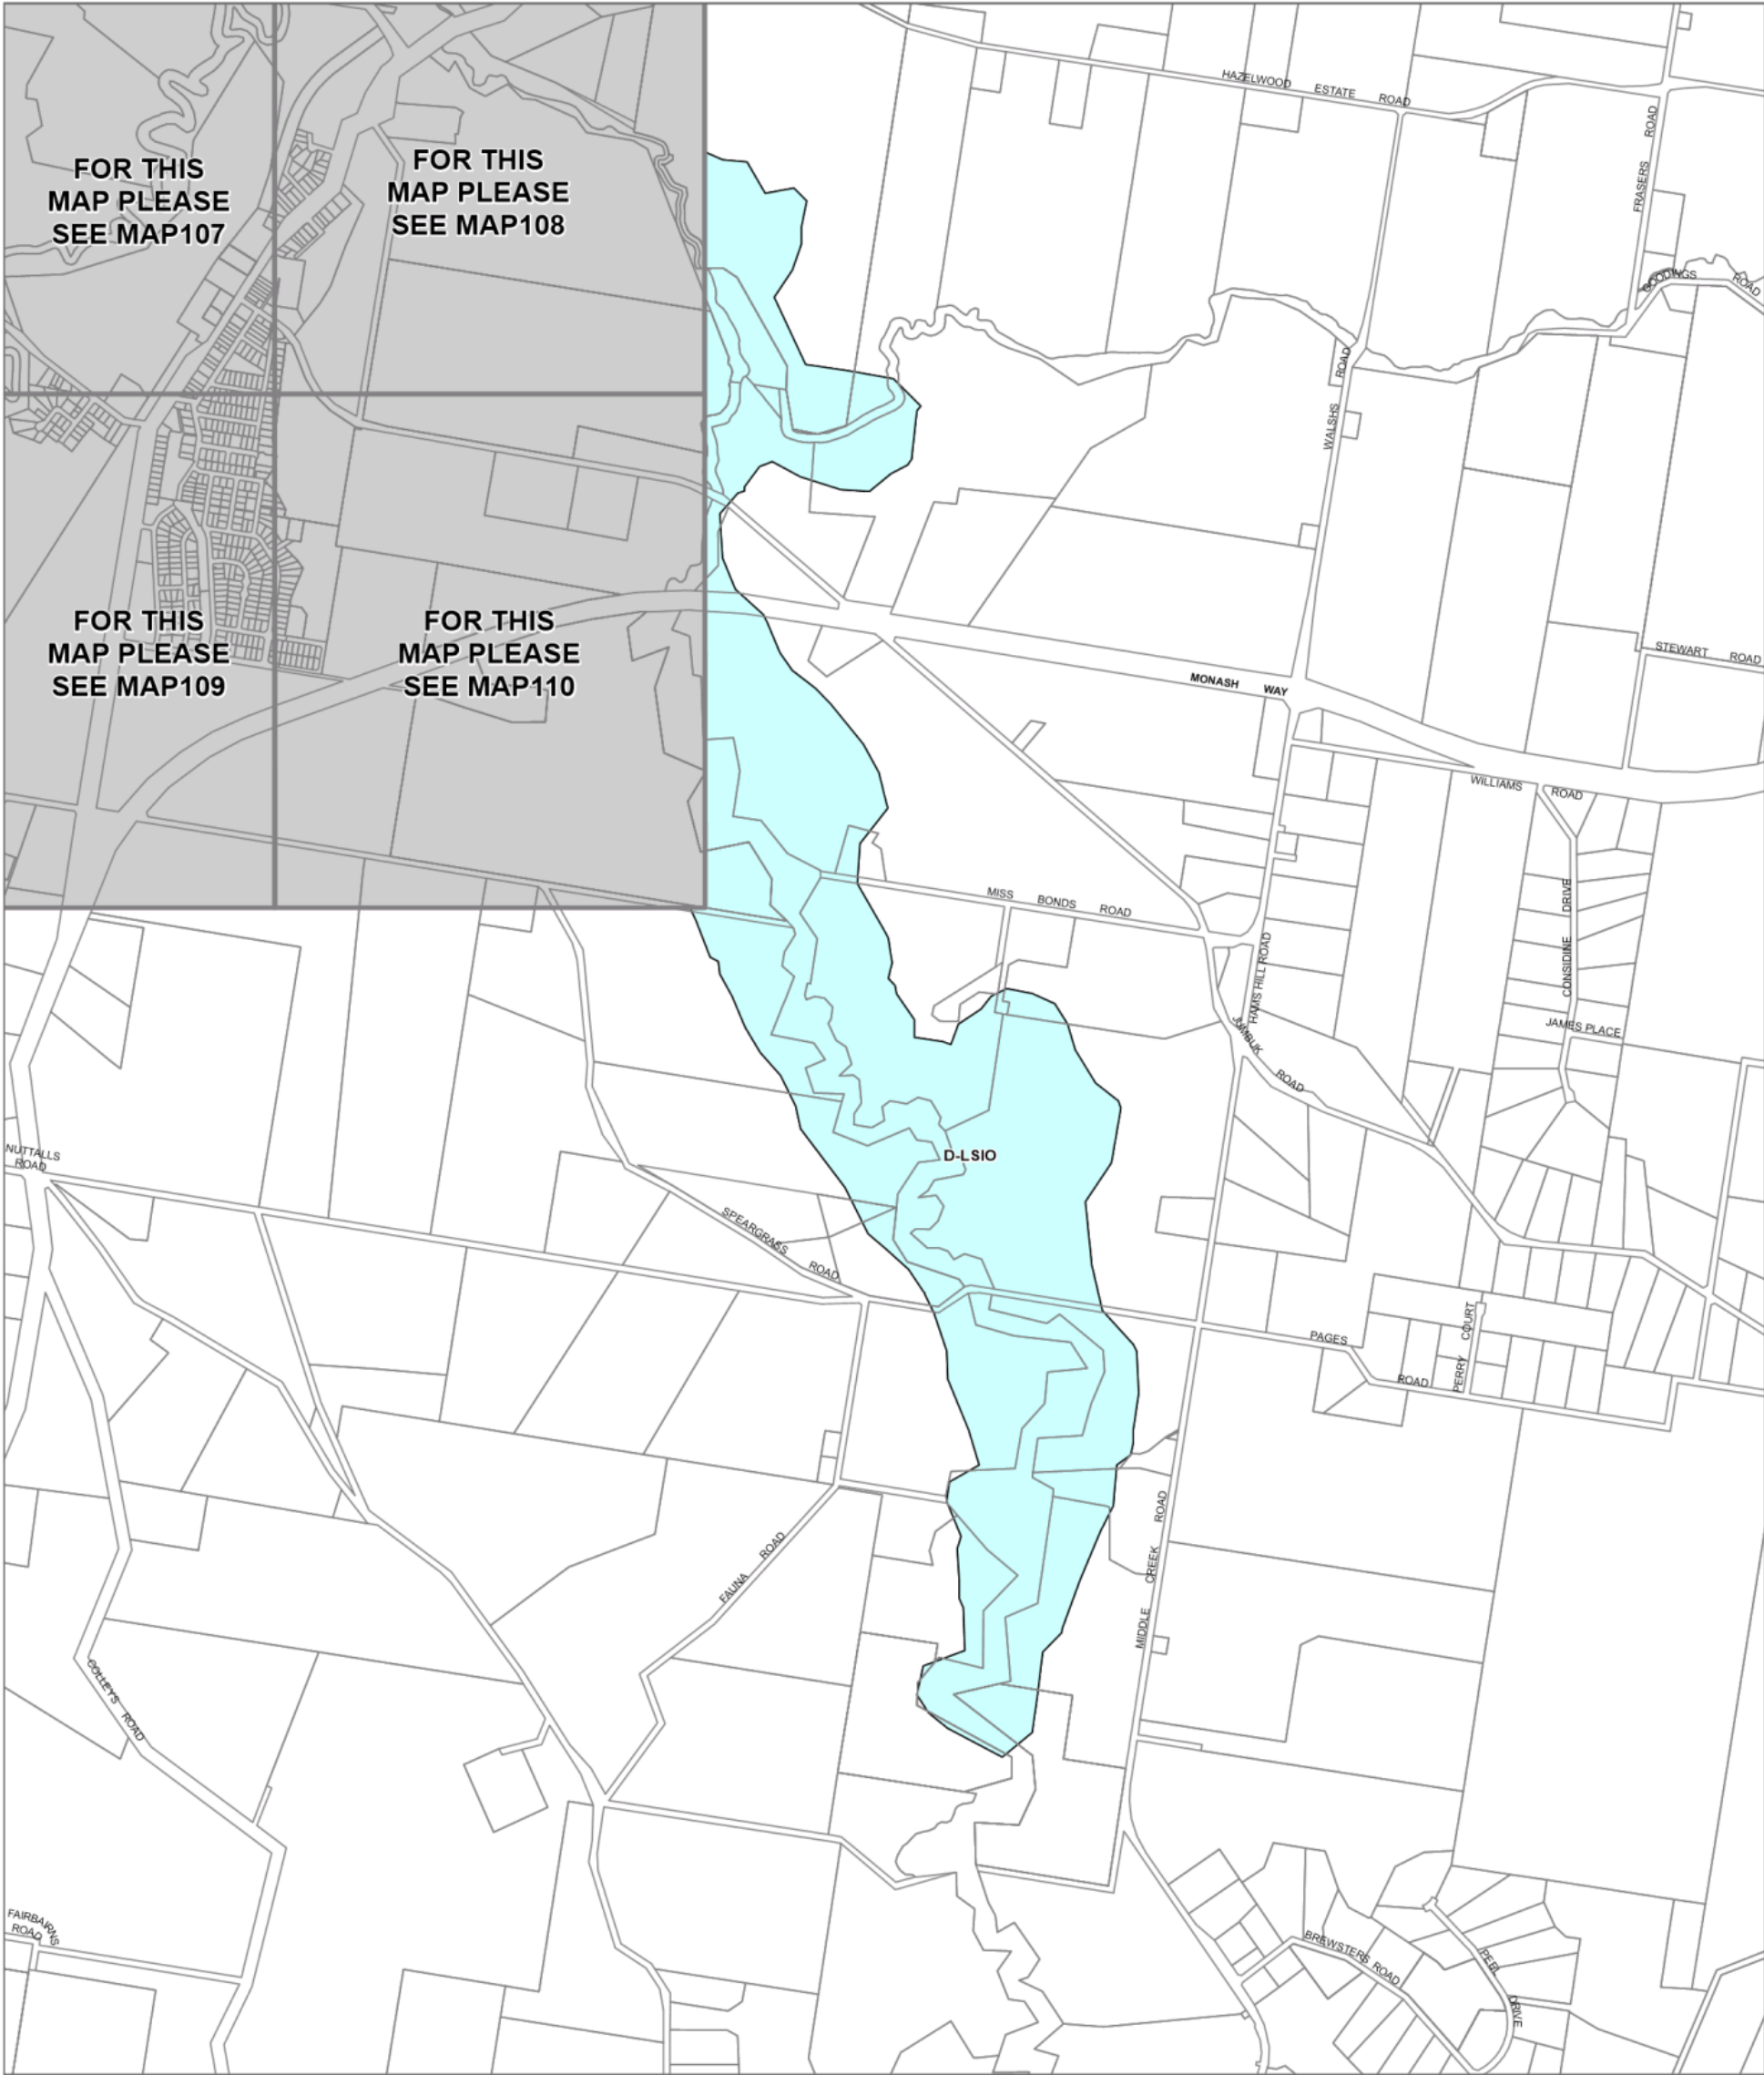 HAZELWOOD ESTATE ROAD
FRASERS ROAD
FOR THIS
MAP PLEASE
SEE MAP107
FOR THIS
MAP PLEASE
SEE MAP108
GOODINGS ROAD
WALSHS ROAD
FOR THIS
MAP PLEASE
SEE MAP109
FOR THIS
MAP PLEASE
SEE MAP110
STEWART ROAD
MONASH WAY
WILLIAMS ROAD
MISS BONDS ROAD
CONSIDINE DRIVE
HAMS HILL ROAD
JUMBUK ROAD
JAMES PLACE
NUTTALLS
ROAD
D-LSIO
SPEARGRASS ROAD
PAGES ROAD
PERRY COURT
FAUNA ROAD
MIDDLE CREEK ROAD
COLLEYS ROAD
FAIRBAIRNS
ROAD
BREWSTERS ROAD
PEEL DRIVE